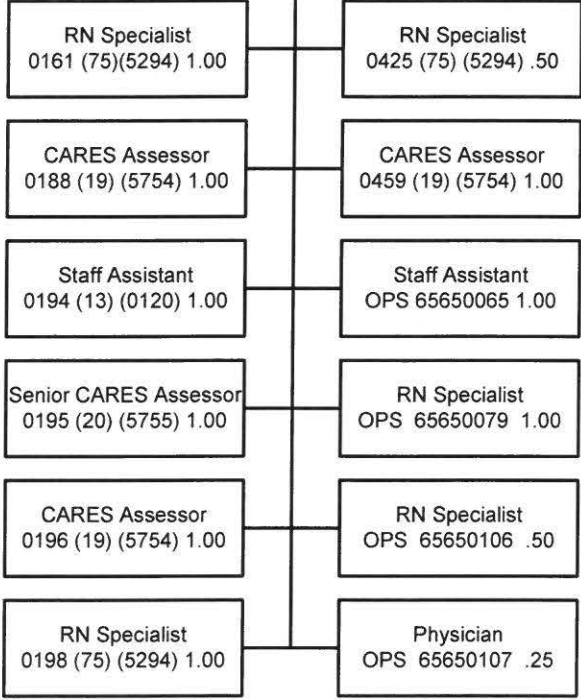 RN Specialist
0161 (75)(5294) 1.00
RN Specialist
0425 (75) (5294) .50
CARES Assessor
0188 (19) (5754) 1.00
CARES Assessor
0459 (19) (5754) 1.00
Staff Assistant
0194 (13) (0120) 1.00
Staff Assistant
OPS 65650065 1.00
Senior CARES Assessor
0195 (20) (5755) 1.00
RN Specialist
OPS 65650079 1.00
CARES Assessor
0196 (19) (5754) 1.00
RN Specialist
OPS 65650106 .50
RN Specialist
0198 (75) (5294) 1.00
Physician
OPS 65650107 .25